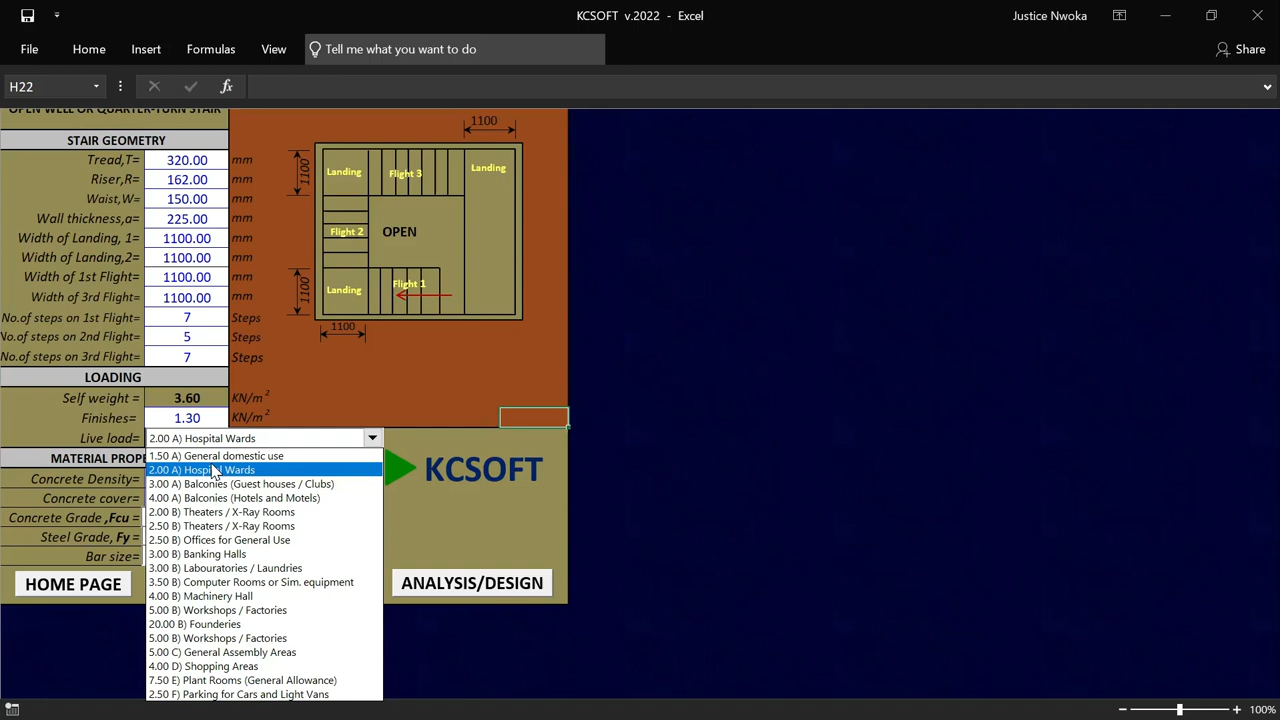 KCSOFT v.2022 - Excel
Justice Nwoka
File Home Insert Formulas View Tell me what you want to do Share
H22 fx
OPEN WELL OR QUARTER-TURN STAIR
STAIR GEOMETRY
Tread,T= 320.00 mm
Riser,R= 162.00 mm
Waist,W= 150.00 mm
Wall thickness,a= 225.00 mm
Width of Landing, 1= 1100.00 mm
Width of Landing,2= 1100.00 mm
Width of 1st Flight= 1100.00 mm
Width of 3rd Flight= 1100.00 mm
No.of steps on 1st Flight= 7 Steps
No.of steps on 2nd Flight= 5 Steps
No.of steps on 3rd Flight= 7 Steps
1100
1100
Landing
Flight 3
Landing
Flight 2
OPEN
1100
Landing
Flight 1
1100
LOADING
Self weight = 3.60 KN/m²
Finishes= 1.30 KN/m²
Live load= 2.00 A) Hospital Wards
1.50 A) General domestic use
2.00 A) Hospital Wards
3.00 A) Balconies (Guest houses / Clubs)
4.00 A) Balconies (Hotels and Motels)
2.00 B) Theaters / X-Ray Rooms
2.50 B) Theaters / X-Ray Rooms
2.50 B) Offices for General Use
3.00 B) Banking Halls
3.00 B) Labouratories / Laundries
3.50 B) Computer Rooms or Sim. equipment
4.00 B) Machinery Hall
5.00 B) Workshops / Factories
20.00 B) Founderies
5.00 B) Workshops / Factories
5.00 C) General Assembly Areas
4.00 D) Shopping Areas
7.50 E) Plant Rooms (General Allowance)
2.50 F) Parking for Cars and Light Vans
MATERIAL PROPE
Concrete Density=
Concrete cover=
Concrete Grade ,Fcu =
Steel Grade, Fy =
Bar size=
KCSOFT
HOME PAGE
ANALYSIS/DESIGN
100%